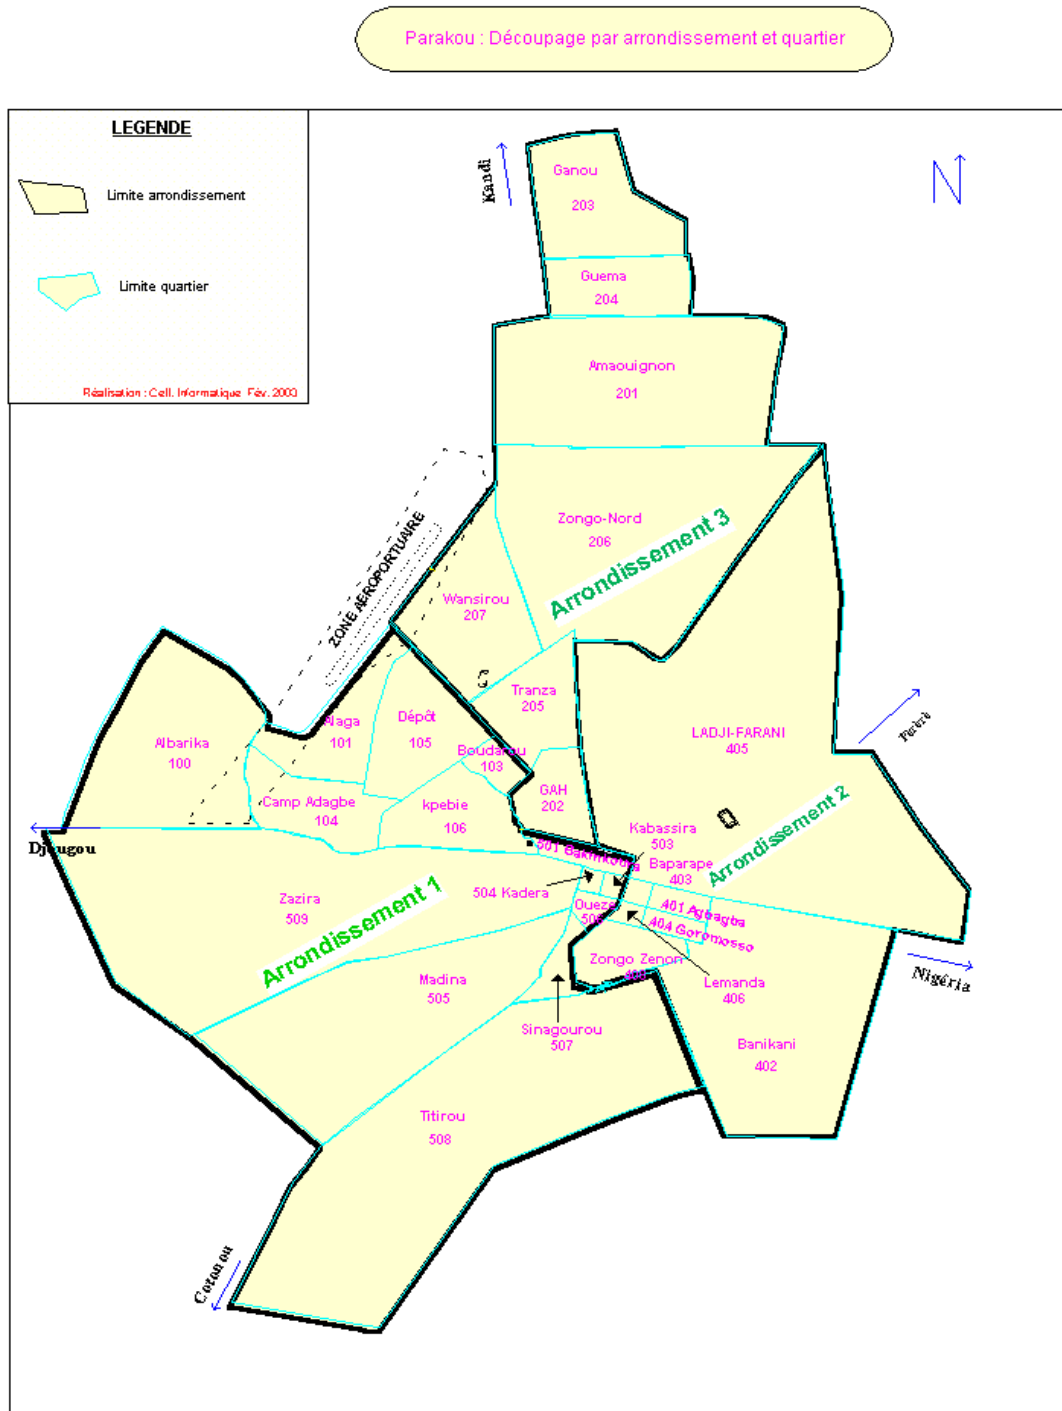 Parakou : Découpage par arrondissement et quartier
LEGENDE
Limite arrondissement
Limite quartier
Réalisation : Cell. Informatique Fév. 2003
Kandi
N
Ganou
203
Guema
204
Amaouignon
201
Zongo-Nord
206
Arrondissement 3
ZONE AEROPORTUAIRE
Wansirou
207
Tranza
205
Alaga
101
Dépôt
105
Albarika
100
Boudarou
103
LADJI-FARANI
405
GAH
202
Camp Adagbe
104
kpebie
106
Djougou
Kabassira
503
Baparape
403
Arrondissement 2
504 Kadera
Zazira
509
Arrondissement 1
401 Agbagba
404 Goromosso
Zongo Zenon
Lemanda
406
Nigéria
Madina
505
Sinagourou
507
Banikani
402
Titirou
508
Cotonou